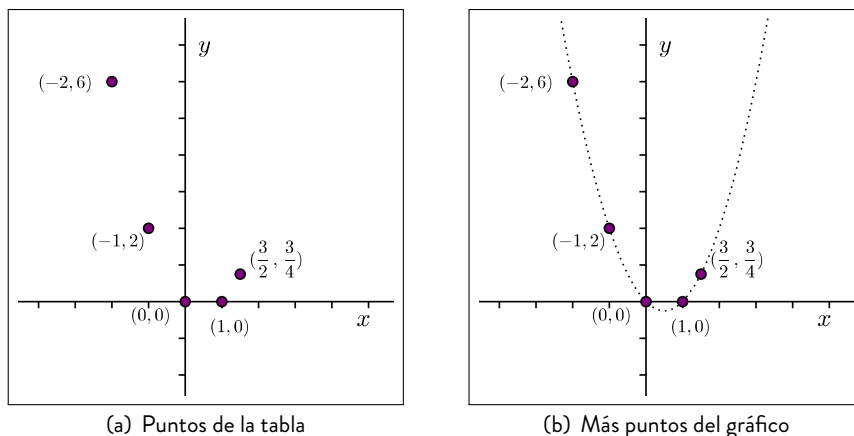 y
(−2, 6)
(−1, 2)
(3/2, 3/4)
(0, 0)
(1, 0)
x
(a) Puntos de la tabla
y
(−2, 6)
(−1, 2)
(3/2, 3/4)
(0, 0)
(1, 0)
x
(b) Más puntos del gráfico